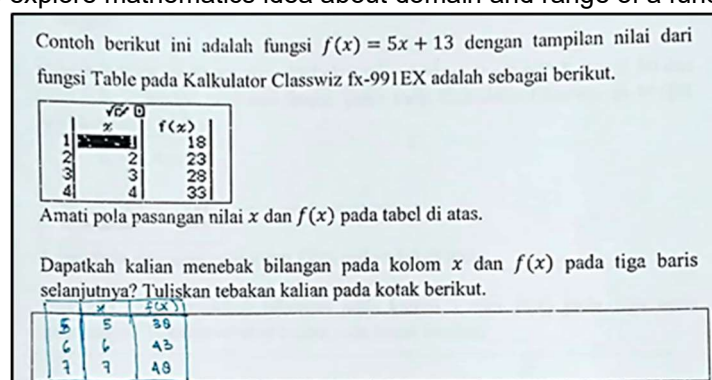 explore mathematics idea about domain and range of a fun
Contoh berikut ini adalah fungsi f(x) = 5x + 13 dengan tampilan nilai dari
fungsi Table pada Kalkulator Classwiz fx-991EX adalah sebagai berikut.
√□/ D
x f(x)
1 1 18
2 2 23
3 3 28
4 4 33
Amati pola pasangan nilai x dan f(x) pada tabel di atas.
Dapatkah kalian menebak bilangan pada kolom x dan f(x) pada tiga baris
selanjutnya? Tuliskan tebakan kalian pada kotak berikut.
x f(x)
5 5 38
6 6 43
7 7 48